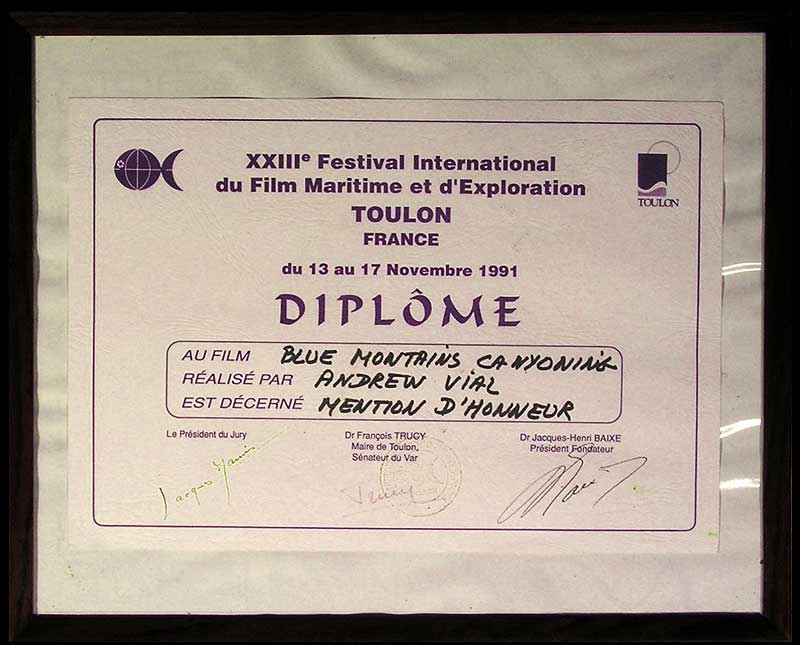 XXIIIe Festival International
du Film Maritime et d'Exploration
TOULON
FRANCE
du 13 au 17 Novembre 1991
DIPLÔME
AU FILM BLUE MONTAINS CANYONING
RÉALISÉ PAR ANDREW VIAL
EST DÉCERNÉ MENTION D'HONNEUR
TOULON
Le Président du Jury
Dr François TRUCY
Maire de Toulon,
Sénateur du Var
Dr Jacques-Henri BAIXE
Président Fondateur
Jacques
Trucy